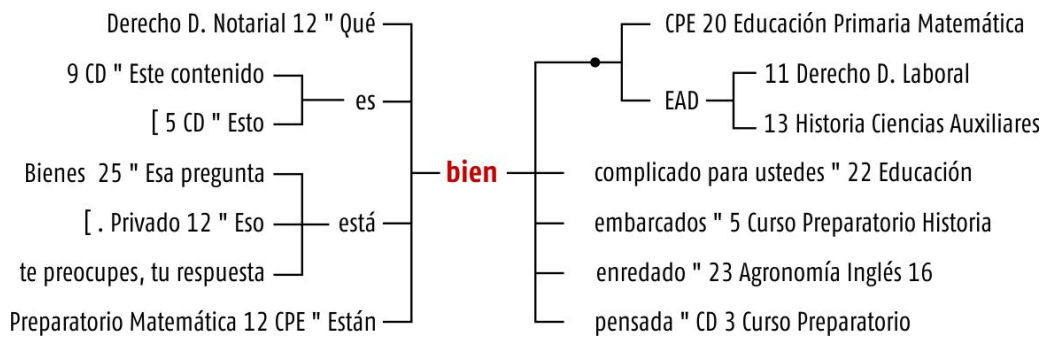 Derecho D. Notarial 12 " Qué
9 CD " Este contenido
[ 5 CD " Esto
es
Bienes 25 " Esa pregunta
[ . Privado 12 " Eso
te preocupes, tu respuesta
está
Preparatorio Matemática 12 CPE " Están
bien
CPE 20 Educación Primaria Matemática
EAD
11 Derecho D. Laboral
13 Historia Ciencias Auxiliares
complicado para ustedes " 22 Educación
embarcados " 5 Curso Preparatorio Historia
enredado " 23 Agronomía Inglés 16
pensada " CD 3 Curso Preparatorio